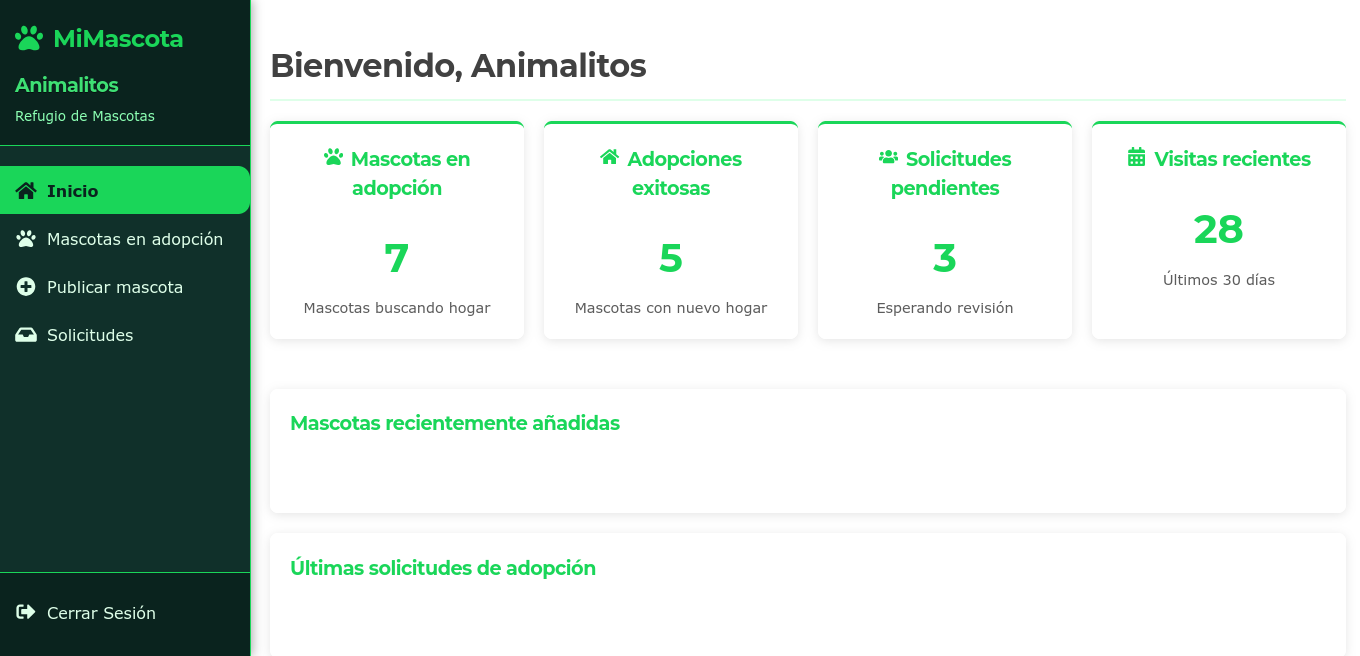 MiMascota
Animalitos
Refugio de Mascotas
Inicio
Mascotas en adopción
Publicar mascota
Solicitudes
Cerrar Sesión
Bienvenido, Animalitos
Mascotas en
adopción
7
Mascotas buscando hogar
Adopciones
exitosas
5
Mascotas con nuevo hogar
Solicitudes
pendientes
3
Esperando revisión
Visitas recientes
28
Últimos 30 días
Mascotas recientemente añadidas
Últimas solicitudes de adopción